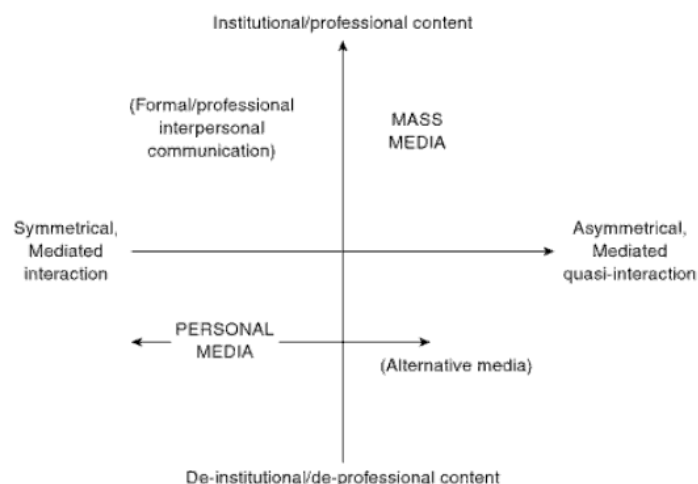 Institutional/professional content
(Formal/professional
interpersonal
communication)
MASS
MEDIA
Symmetrical,
Mediated
interaction
Asymmetrical,
Mediated
quasi-interaction
PERSONAL
MEDIA
(Alternative media)
De-institutional/de-professional content